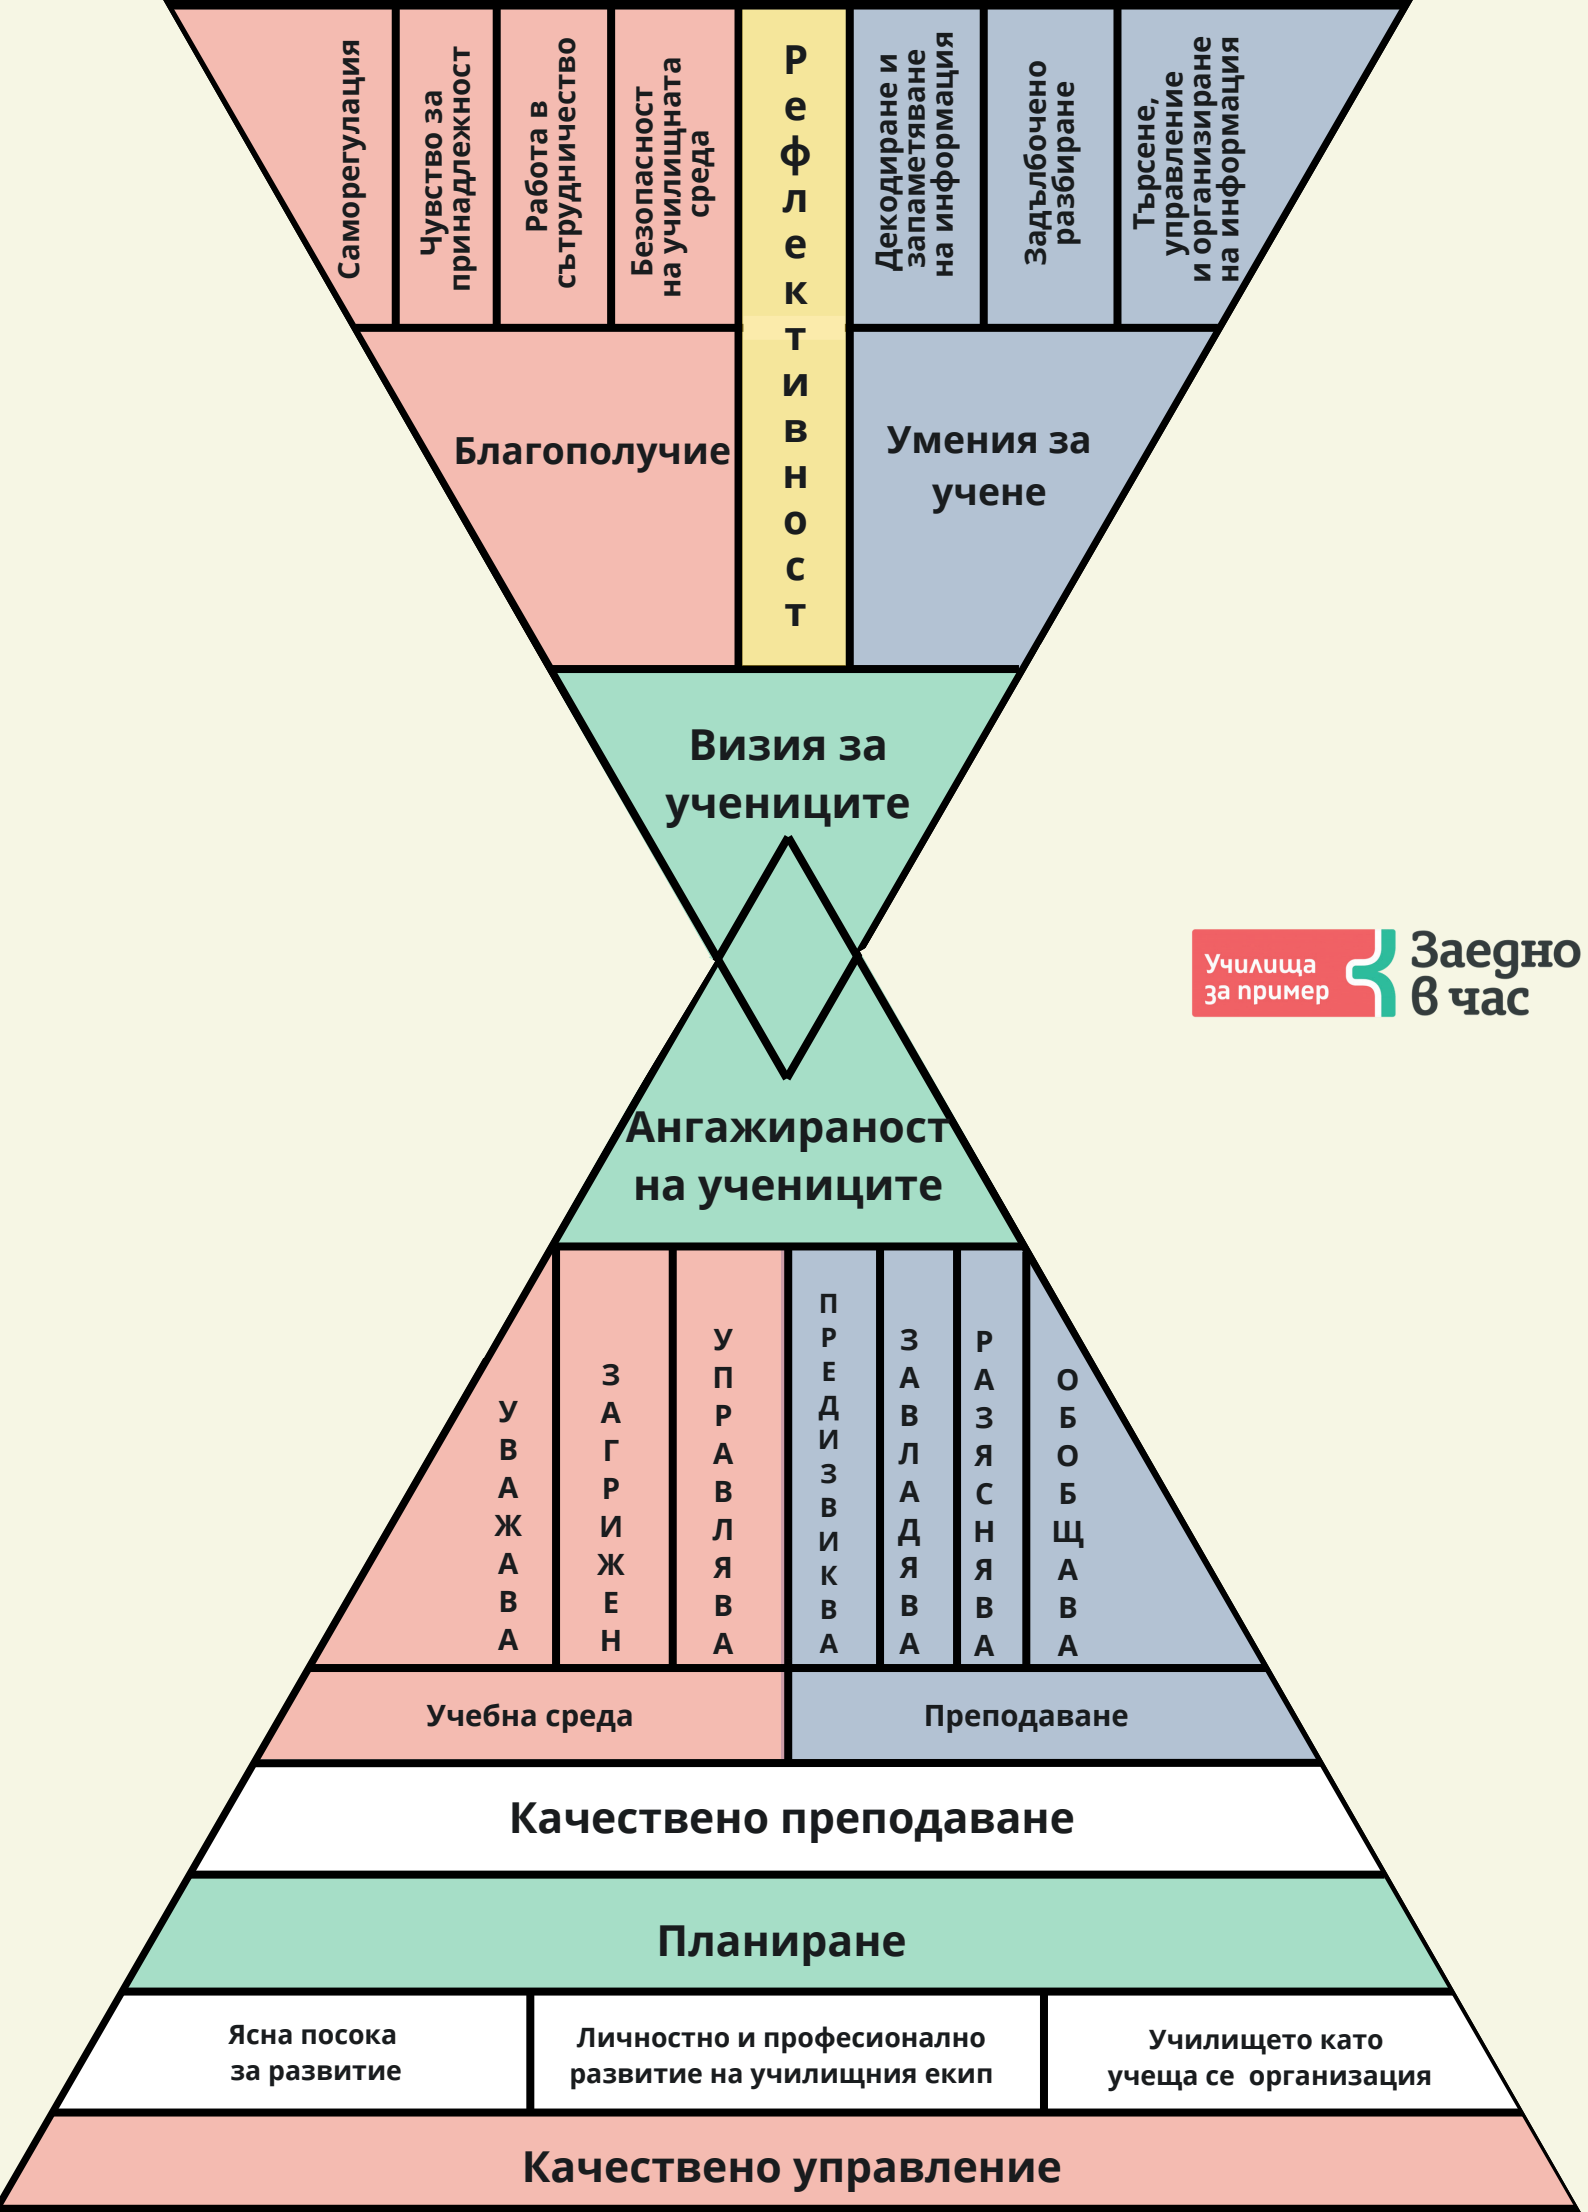 Саморегулация
Чувство за
принадлежност
Работа в
сътрудничество
Безопасност
на училищната
среда
Рефлективност
Декодиране и
запаметяване
на информация
Задълбочено
разбиране
Търсене,
управление
и организиране
на информация
Благополучие
Умения за
учене
Визия за
учениците
Училища
за пример
Заедно
в час
Ангажираност
на учениците
УВАЖАВА
ЗАГРИЖЕН
УПРАВЛЯВА
ПРЕДИЗВИКВА
ЗАВЛАДЯВА
РАЗЯСНЯВА
ОБОБЩАВА
Учебна среда
Преподаване
Качествено преподаване
Планиране
Ясна посока
за развитие
Личностно и професионално
развитие на училищния екип
Училището като
учеща се организация
Качествено управление